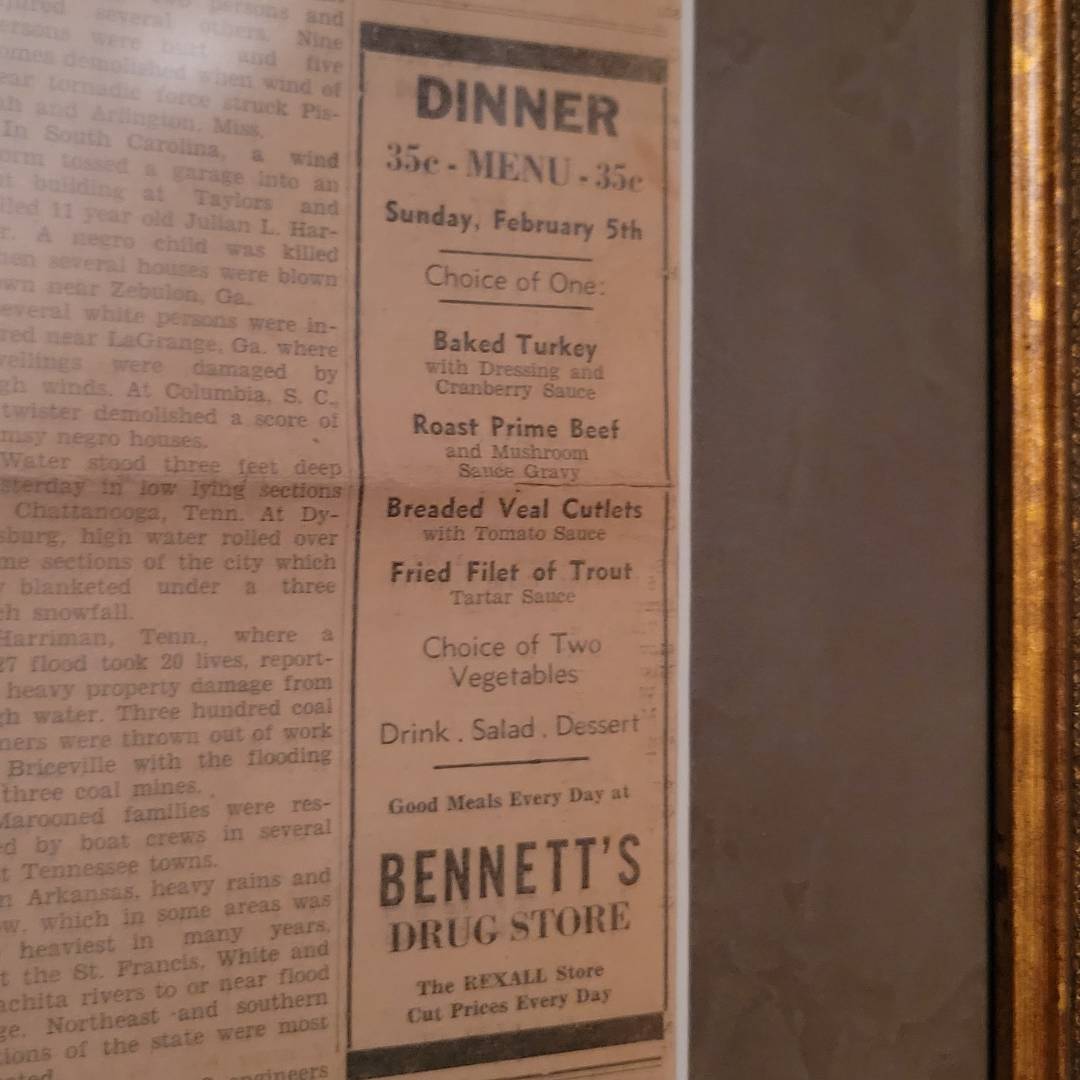 persons and
several others. Nine
were hurt and five
demolished when wind of
tornadic force struck Pis-
and Arlington, Miss.
In South Carolina, a wind
tossed a garage into an
building at Taylors and
11 year old Julian L. Har-
A negro child was killed
several houses were blown
near Zebulon, Ga.
several white persons were in-
near LaGrange, Ga. where
were damaged by
winds. At Columbia, S. C.,
twister demolished a score of
negro houses.
Water stood three feet deep
in low lying sections
Chattanooga, Tenn. At Dy-
sburg, high water rolled over
sections of the city which
blanketed under a three
snowfall.
Harriman, Tenn., where a
27 flood took 20 lives, report-
heavy property damage from
water. Three hundred coal
were thrown out of work
Briceville with the flooding
three coal mines.
Marooned families were res-
by boat crews in several
Tennessee towns.
Arkansas, heavy rains and
which in some areas was
heaviest in many years,
the St. Francis, White and
rivers to or near flood
Northeast and southern
of the state were most
engineers
DINNER
35c - MENU - 35c
Sunday, February 5th
Choice of One:
Baked Turkey
with Dressing and
Cranberry Sauce
Roast Prime Beef
and Mushroom
Sauce Gravy
Breaded Veal Cutlets
with Tomato Sauce
Fried Filet of Trout
Tartar Sauce
Choice of Two
Vegetables
Drink . Salad . Dessert
Good Meals Every Day at
BENNETT'S
DRUG STORE
The REXALL Store
Cut Prices Every Day